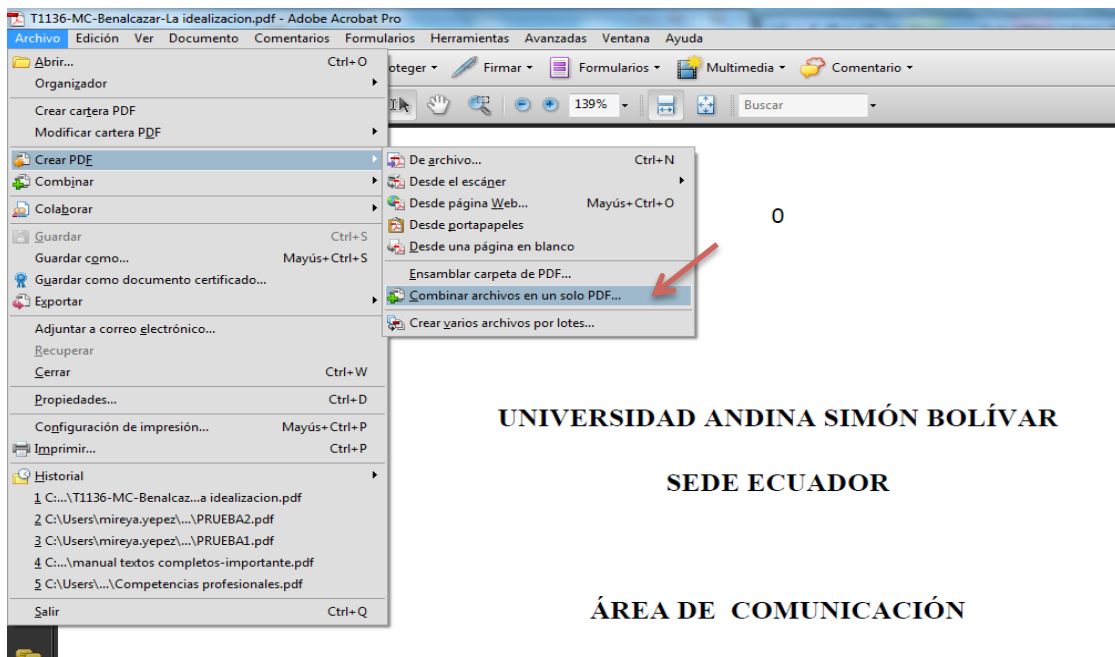 T1136-MC-Benalcazar-La idealizacion.pdf - Adobe Acrobat Pro
Archivo Edición Ver Documento Comentarios Formularios Herramientas Avanzadas Ventana Ayuda
oteger Firmar Formularios Multimedia Comentario
139% Buscar
Abrir... Ctrl+O
Organizador
Crear cartera PDF
Modificar cartera PDF
Crear PDF
Combinar
Colaborar
Guardar Ctrl+S
Guardar como... Mayús+Ctrl+S
Guardar como documento certificado...
Exportar
Adjuntar a correo electrónico...
Recuperar
Cerrar Ctrl+W
Propiedades... Ctrl+D
Configuración de impresión... Mayús+Ctrl+P
Imprimir... Ctrl+P
Historial
1 C:...\T1136-MC-Benalcaz...a idealizacion.pdf
2 C:\Users\mireya.yepez\...\PRUEBA2.pdf
3 C:\Users\mireya.yepez\...\PRUEBA1.pdf
4 C:...\manual textos completos-importante.pdf
5 C:\Users\...\Competencias profesionales.pdf
Salir Ctrl+Q
De archivo... Ctrl+N
Desde el escáner
Desde página Web... Mayús+Ctrl+O
Desde portapapeles
Desde una página en blanco
Ensamblar carpeta de PDF...
Combinar archivos en un solo PDF...
Crear varios archivos por lotes...
O
UNIVERSIDAD ANDINA SIMÓN BOLÍVAR
SEDE ECUADOR
ÁREA DE COMUNICACIÓN